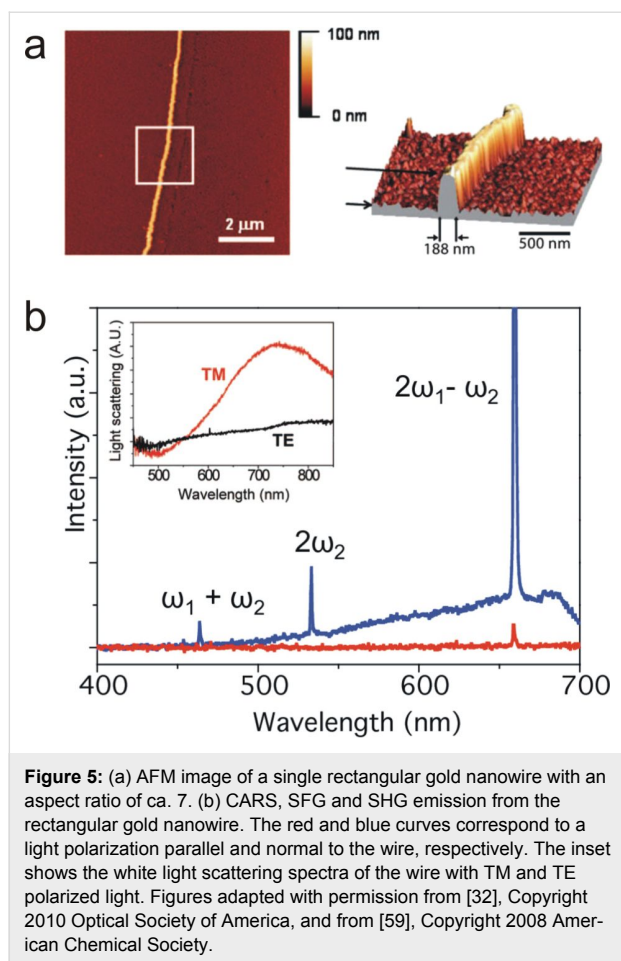 a
100 nm
0 nm
2 μm
188 nm
500 nm
b
Intensity (a.u.)
Light scattering (A.U.)
TM
TE
500 600 700 800
Wavelength (nm)
ω₁ + ω₂
2ω₂
2ω₁- ω₂
400 500 600 700
Wavelength (nm)
Figure 5: (a) AFM image of a single rectangular gold nanowire with an
aspect ratio of ca. 7. (b) CARS, SFG and SHG emission from the
rectangular gold nanowire. The red and blue curves correspond to a
light polarization parallel and normal to the wire, respectively. The inset
shows the white light scattering spectra of the wire with TM and TE
polarized light. Figures adapted with permission from [32], Copyright
2010 Optical Society of America, and from [59], Copyright 2008 Amer-
ican Chemical Society.